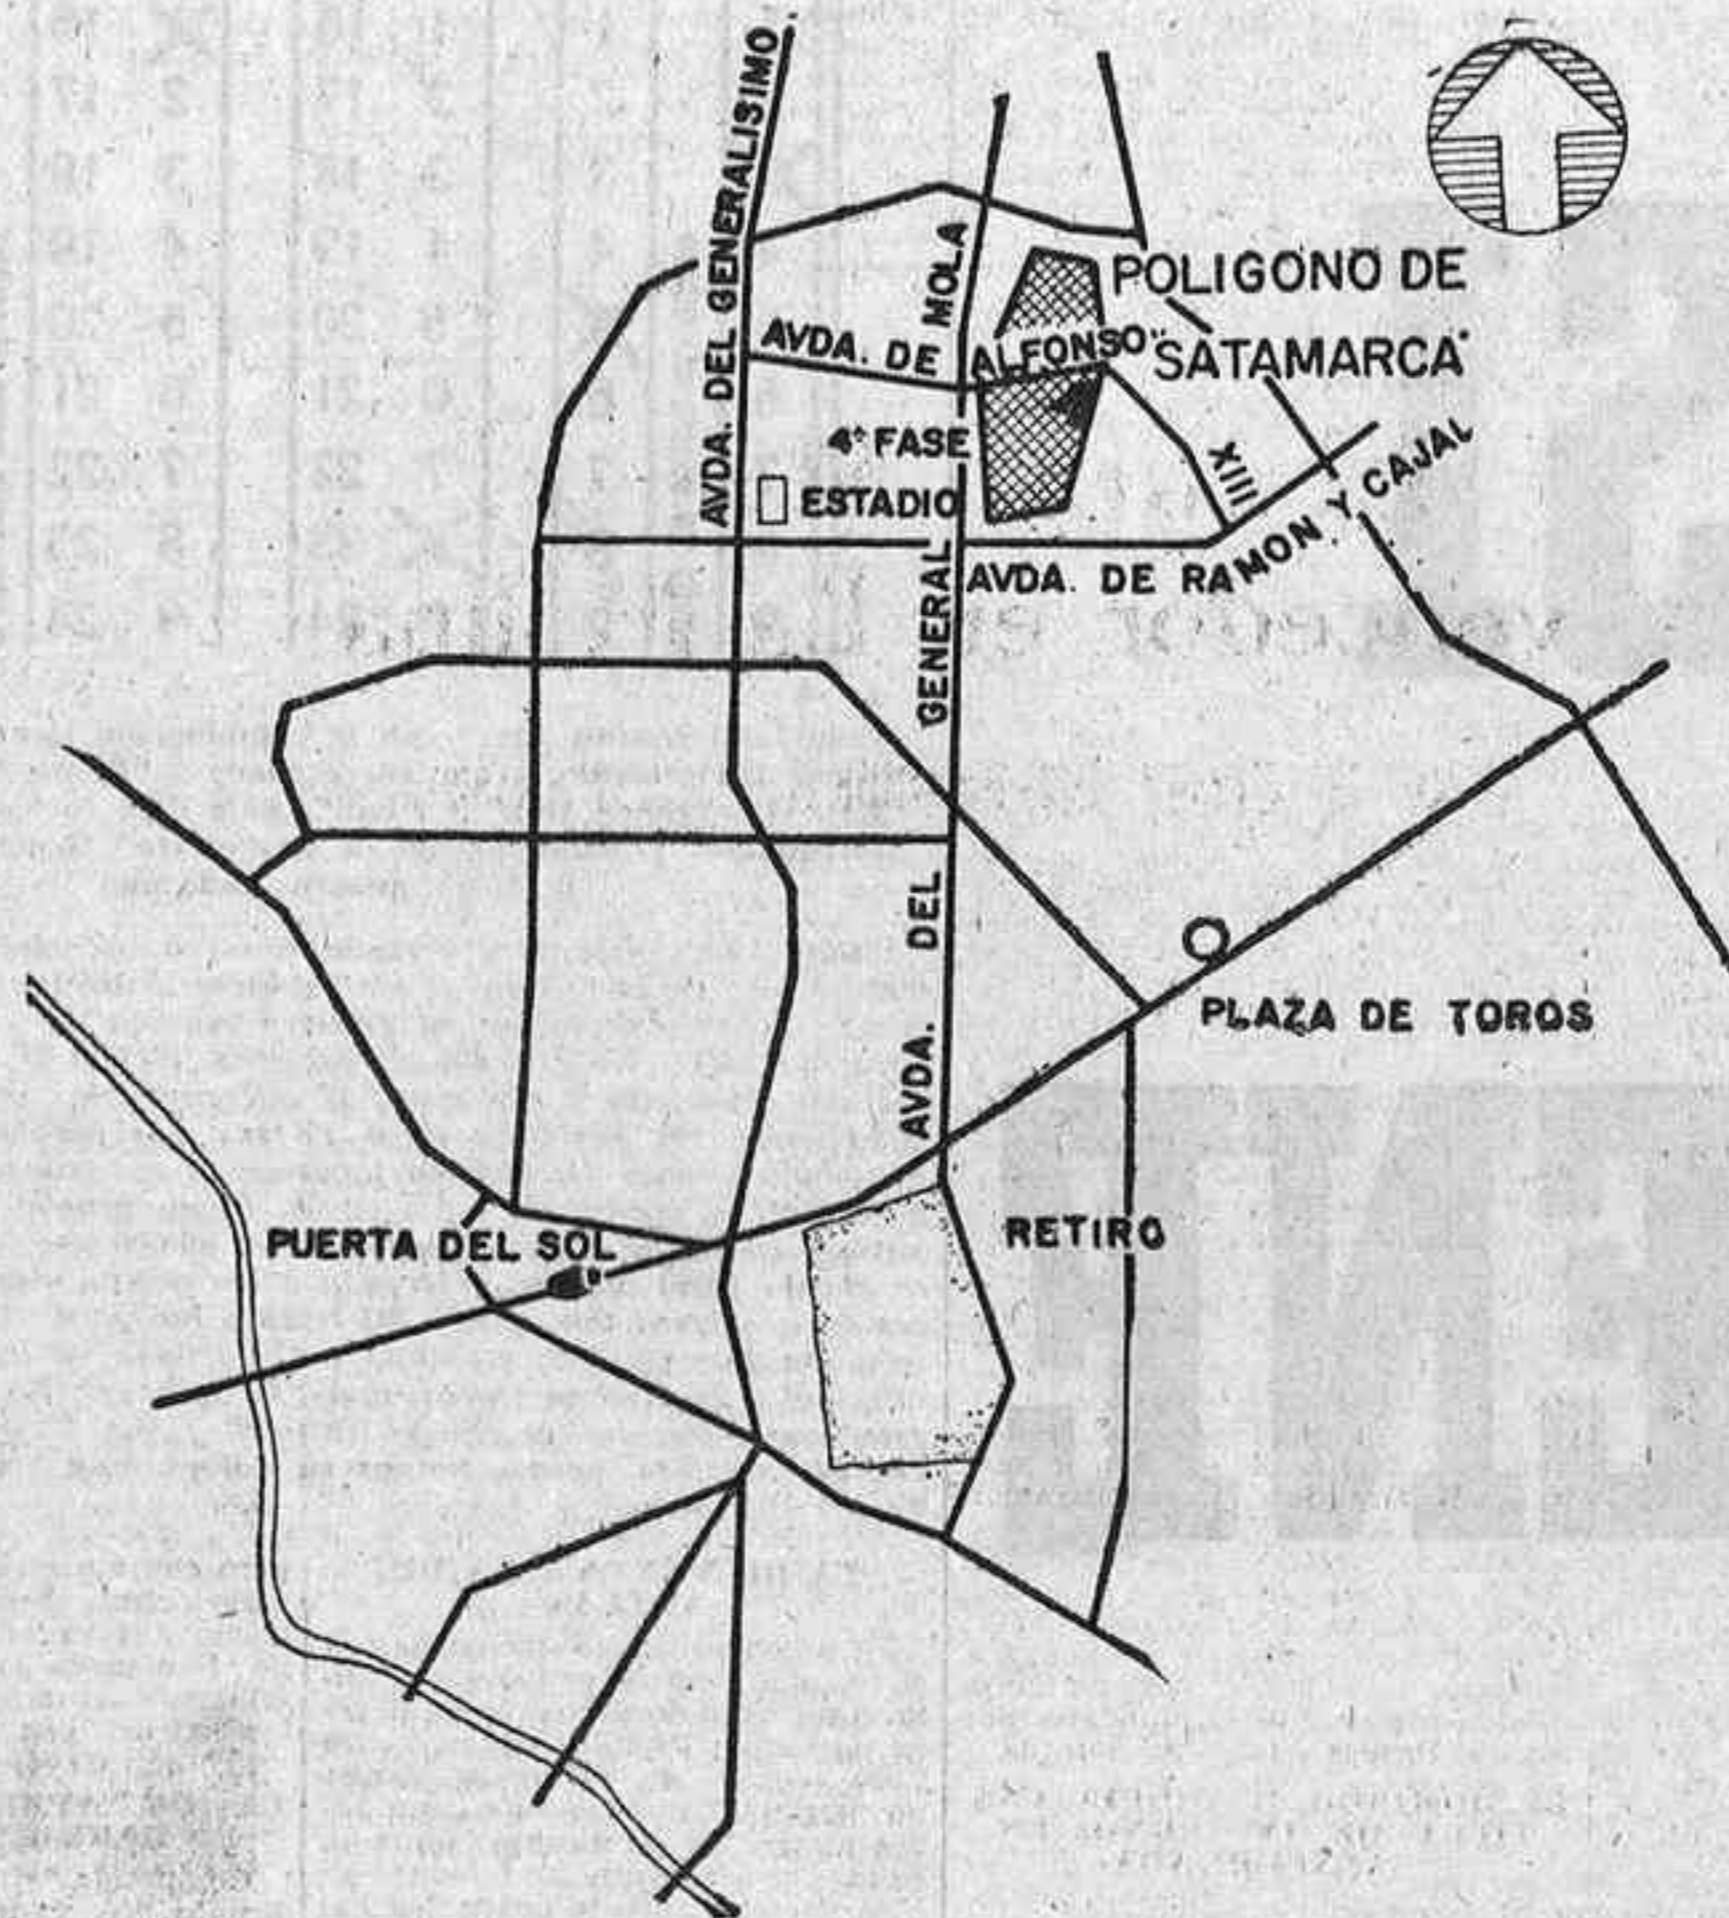 AVDA. DEL GENERALISIMO
POLIGONO DE
"SATAMARCA"
AVDA. DE ALFONSO XIII
4ª FASE
ESTADIO
AVDA. DE RAMON Y CAJAL
AVDA. DEL GENERAL MOLA
PLAZA DE TOROS
RETIRO
PUERTA DEL SOL